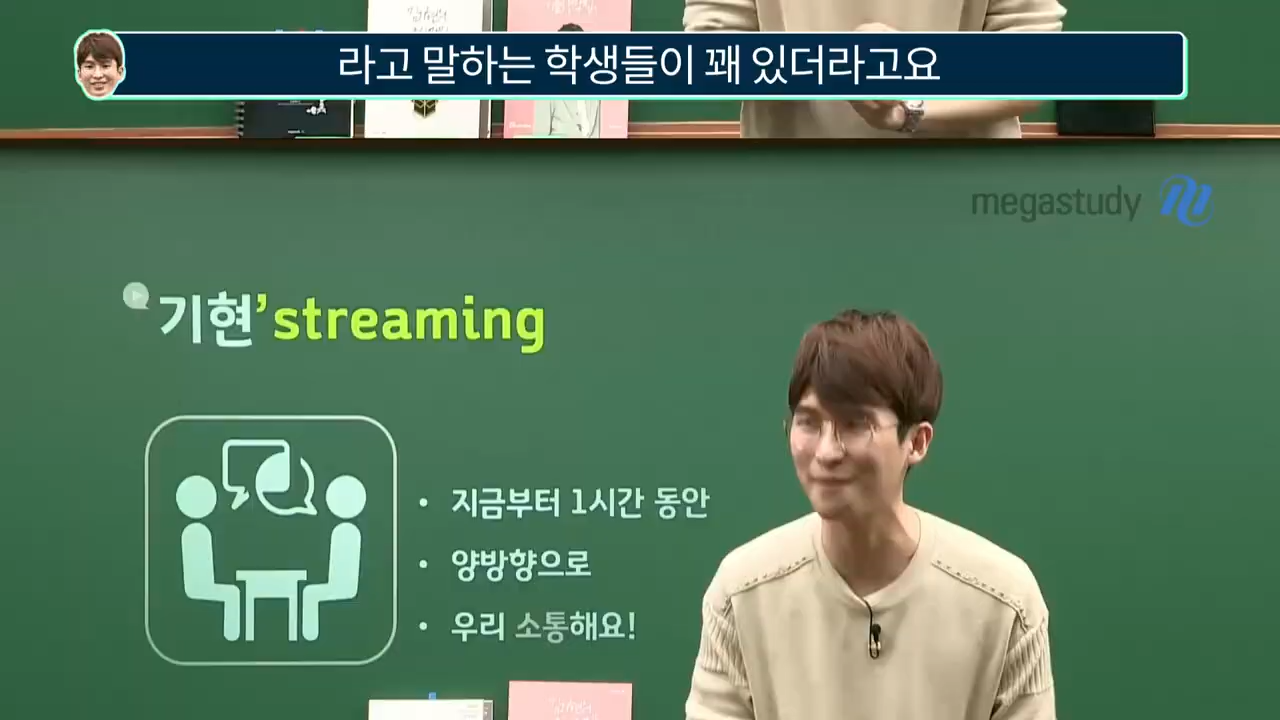 라고 말하는 학생들이 꽤 있더라고요
megastudy
기현'streaming
• 지금부터 1시간 동안
• 양방향으로
• 우리 소통해요!